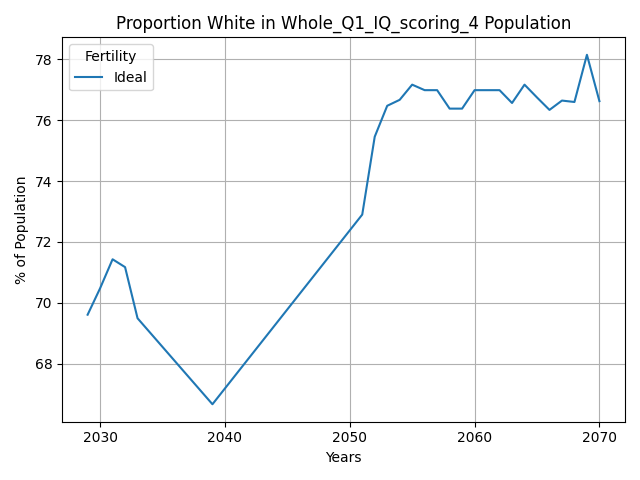 Proportion White in Whole_Q1_IQ_scoring_4 Population
Fertility
Ideal
78
76
74
72
70
68
% of Population
2030 2040 2050 2060 2070
Years